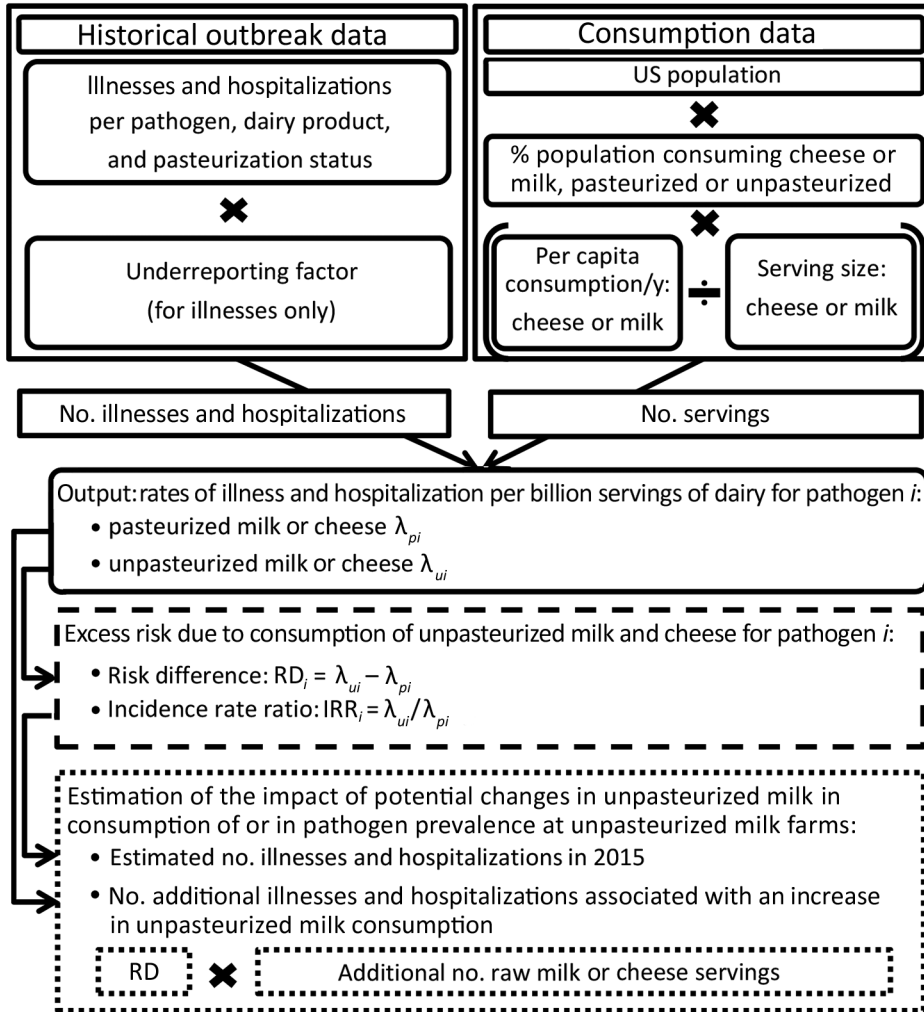 Historical outbreak data
Illnesses and hospitalizations
per pathogen, dairy product,
and pasteurization status
×
Underreporting factor
(for illnesses only)
Consumption data
US population
×
% population consuming cheese or
milk, pasteurized or unpasteurized
×
Per capita
consumption/y:
cheese or milk
÷
Serving size:
cheese or milk
No. illnesses and hospitalizations
No. servings
Output: rates of illness and hospitalization per billion servings of dairy for pathogen i:
• pasteurized milk or cheese λpi
• unpasteurized milk or cheese λui
Excess risk due to consumption of unpasteurized milk and cheese for pathogen i:
• Risk difference: RDi = λui – λpi
• Incidence rate ratio: IRRi = λui/λpi
Estimation of the impact of potential changes in unpasteurized milk in
consumption of or in pathogen prevalence at unpasteurized milk farms:
• Estimated no. illnesses and hospitalizations in 2015
• No. additional illnesses and hospitalizations associated with an increase
in unpasteurized milk consumption
RD × Additional no. raw milk or cheese servings